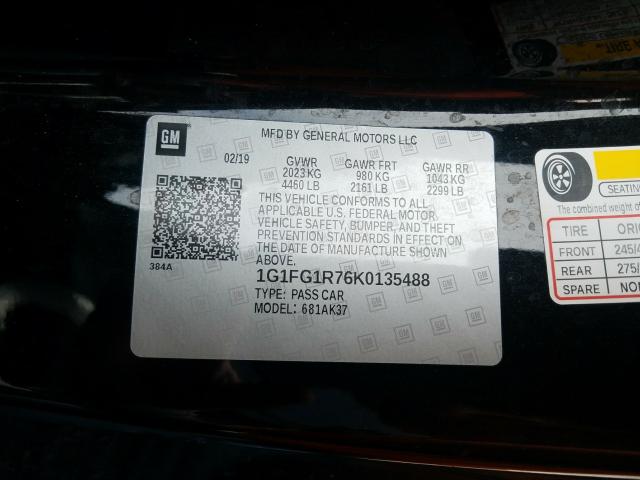 GM
MFD BY GENERAL MOTORS LLC
02/19 GVWR GAWR FRT GAWR RR
2023 KG 980 KG 1043 KG
4460 LB 2161 LB 2299 LB
THIS VEHICLE CONFORMS TO ALL
APPLICABLE U.S. FEDERAL MOTOR
VEHICLE SAFETY, BUMPER, AND THEFT
PREVENTION STANDARDS IN EFFECT ON
THE DATE OF MANUFACTURE SHOWN
ABOVE.
384A
1G1FG1R76K0135488
TYPE: PASS CAR
MODEL: 681AK37
SEATING
The combined weight of
TIRE
FRONT 245/
REAR 275/
SPARE